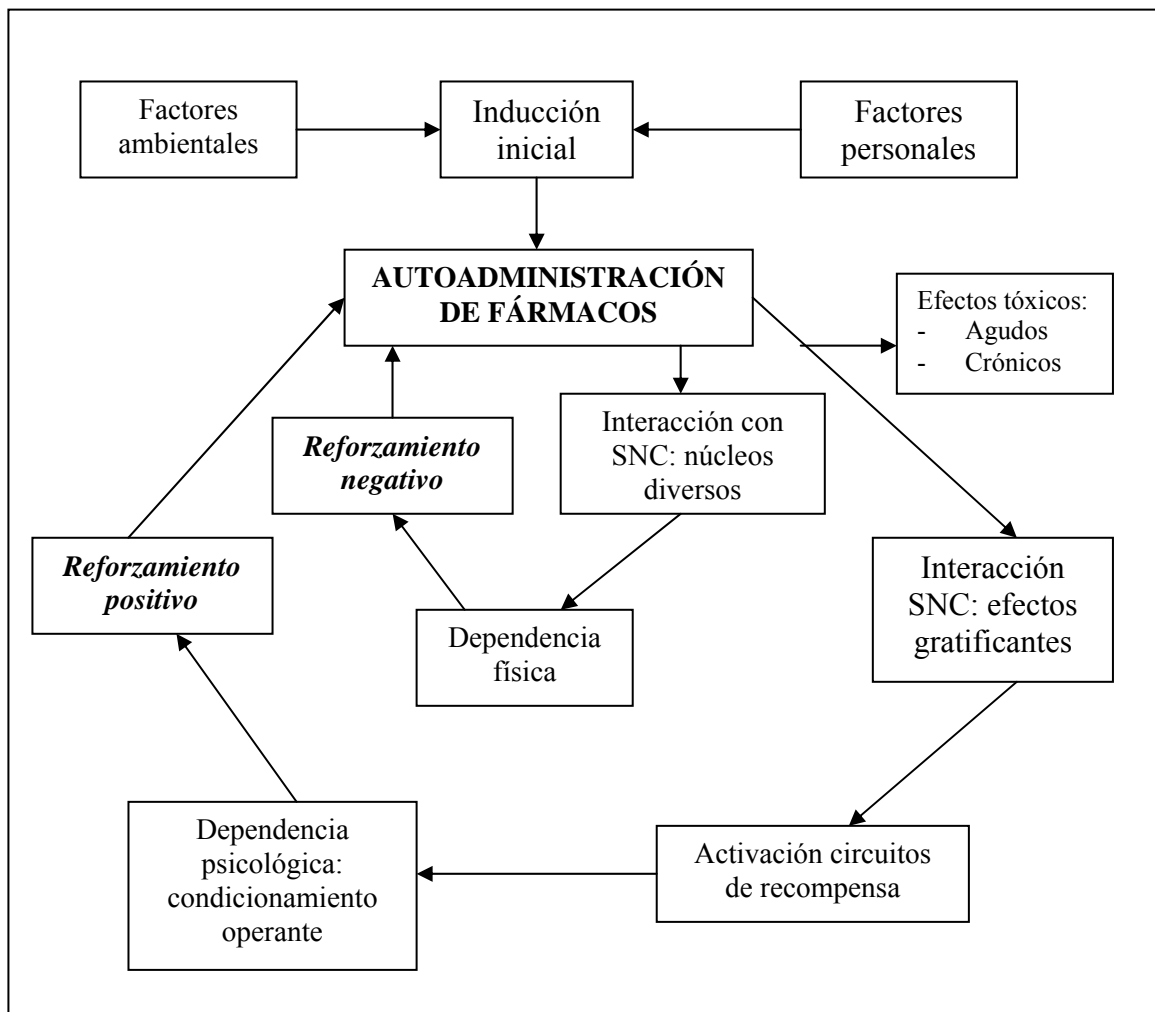 Factores
ambientales
Inducción
inicial
Factores
personales
AUTOADMINISTRACIÓN
DE FÁRMACOS
Efectos tóxicos:
- Agudos
- Crónicos
Reforzamiento
negativo
Interacción con
SNC: núcleos
diversos
Reforzamiento
positivo
Interacción
SNC: efectos
gratificantes
Dependencia
física
Dependencia
psicológica:
condicionamiento
operante
Activación circuitos
de recompensa